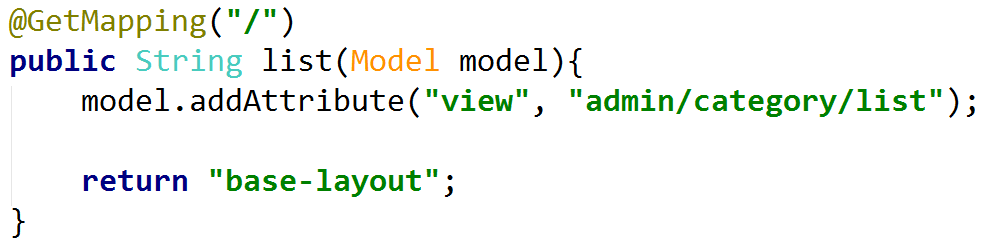 @GetMapping("/")
public String list(Model model){
    model.addAttribute("view", "admin/category/list");
    return "base-layout";
}